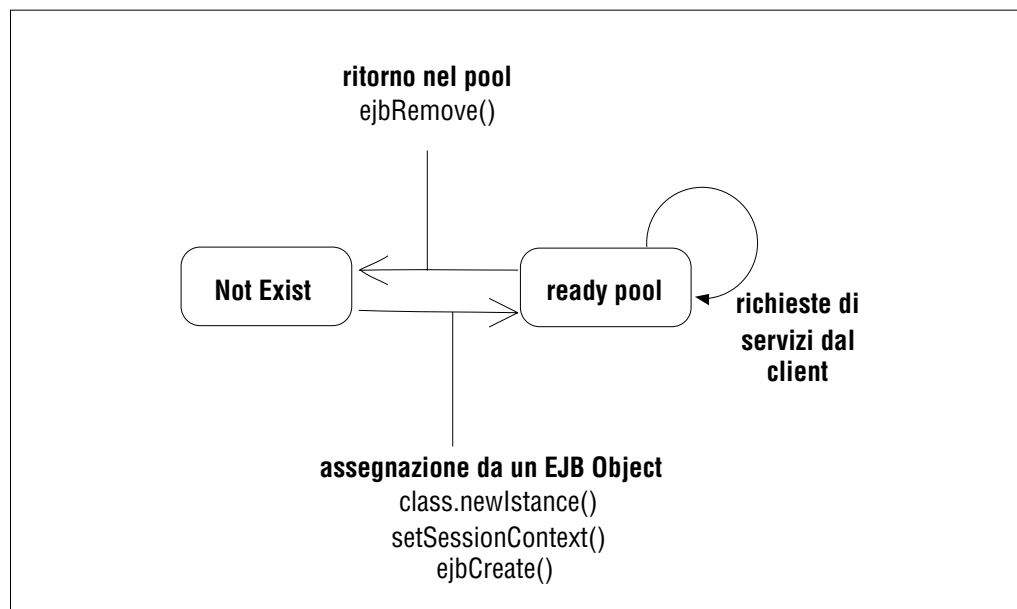 ritorno nel pool
ejbRemove()
Not Exist
ready pool
richieste di
servizi dal
client
assegnazione da un EJB Object
class.newIstance()
setSessionContext()
ejbCreate()